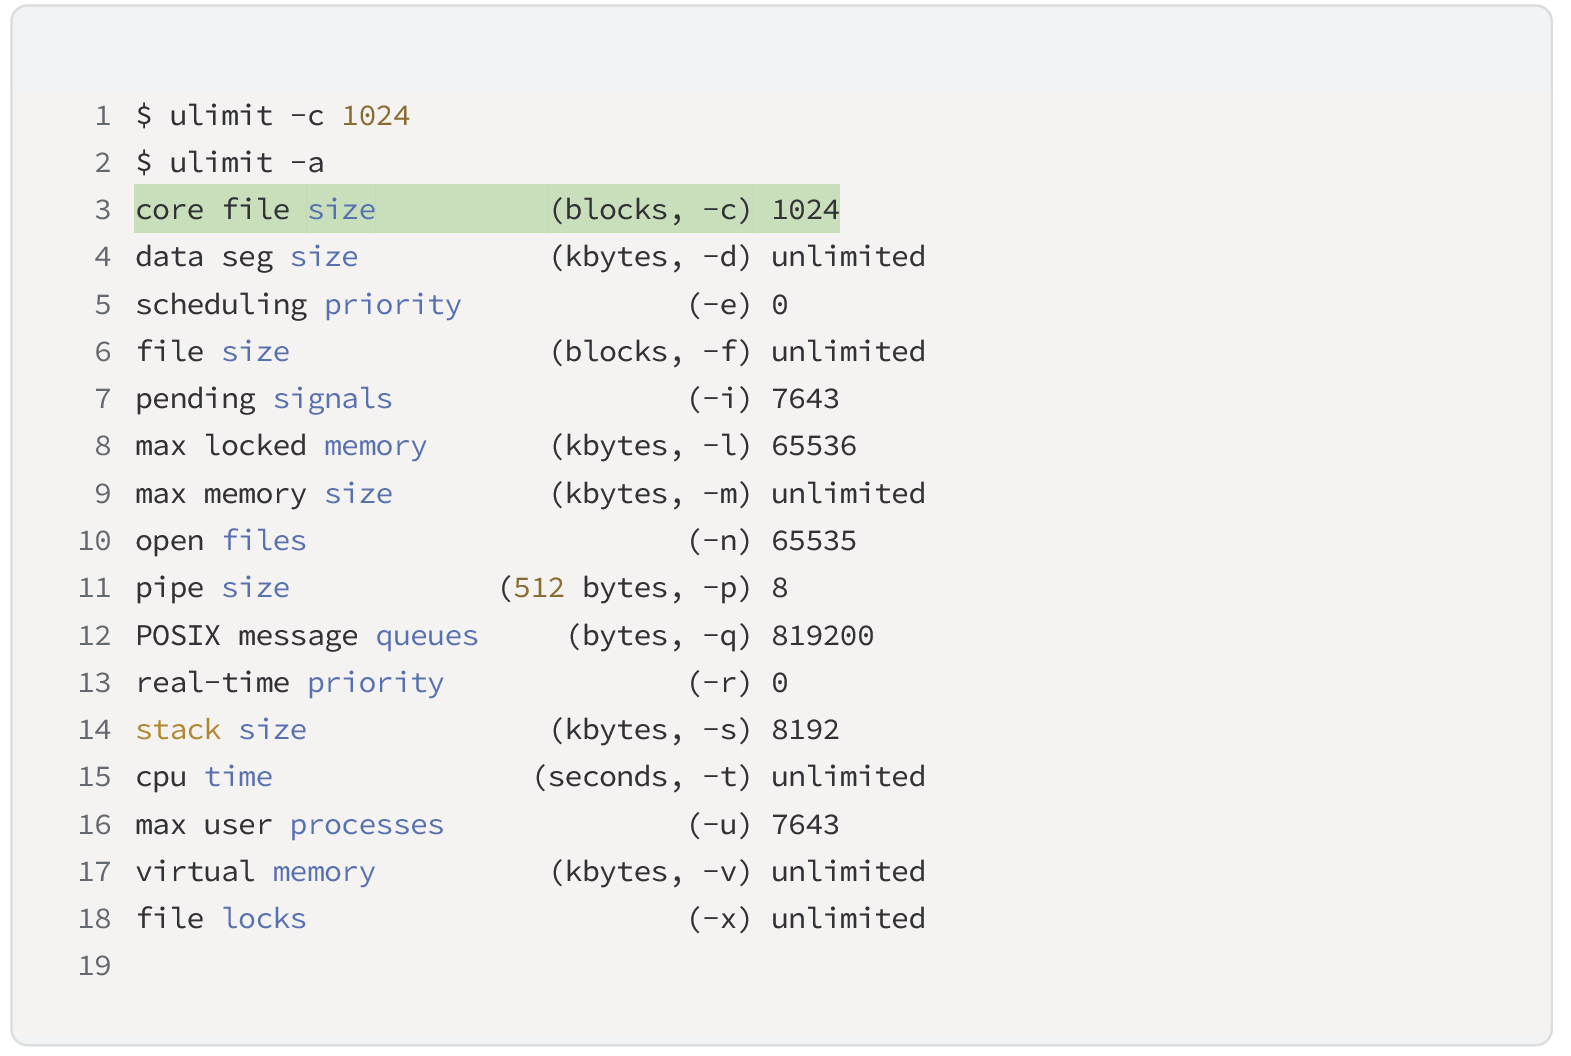 1 $ ulimit -c 1024
2 $ ulimit -a
3 core file size          (blocks, -c) 1024
4 data seg size           (kbytes, -d) unlimited
5 scheduling priority             (-e) 0
6 file size               (blocks, -f) unlimited
7 pending signals                 (-i) 7643
8 max locked memory       (kbytes, -l) 65536
9 max memory size         (kbytes, -m) unlimited
10 open files                      (-n) 65535
11 pipe size            (512 bytes, -p) 8
12 POSIX message queues     (bytes, -q) 819200
13 real-time priority              (-r) 0
14 stack size              (kbytes, -s) 8192
15 cpu time               (seconds, -t) unlimited
16 max user processes              (-u) 7643
17 virtual memory          (kbytes, -v) unlimited
18 file locks                      (-x) unlimited
19